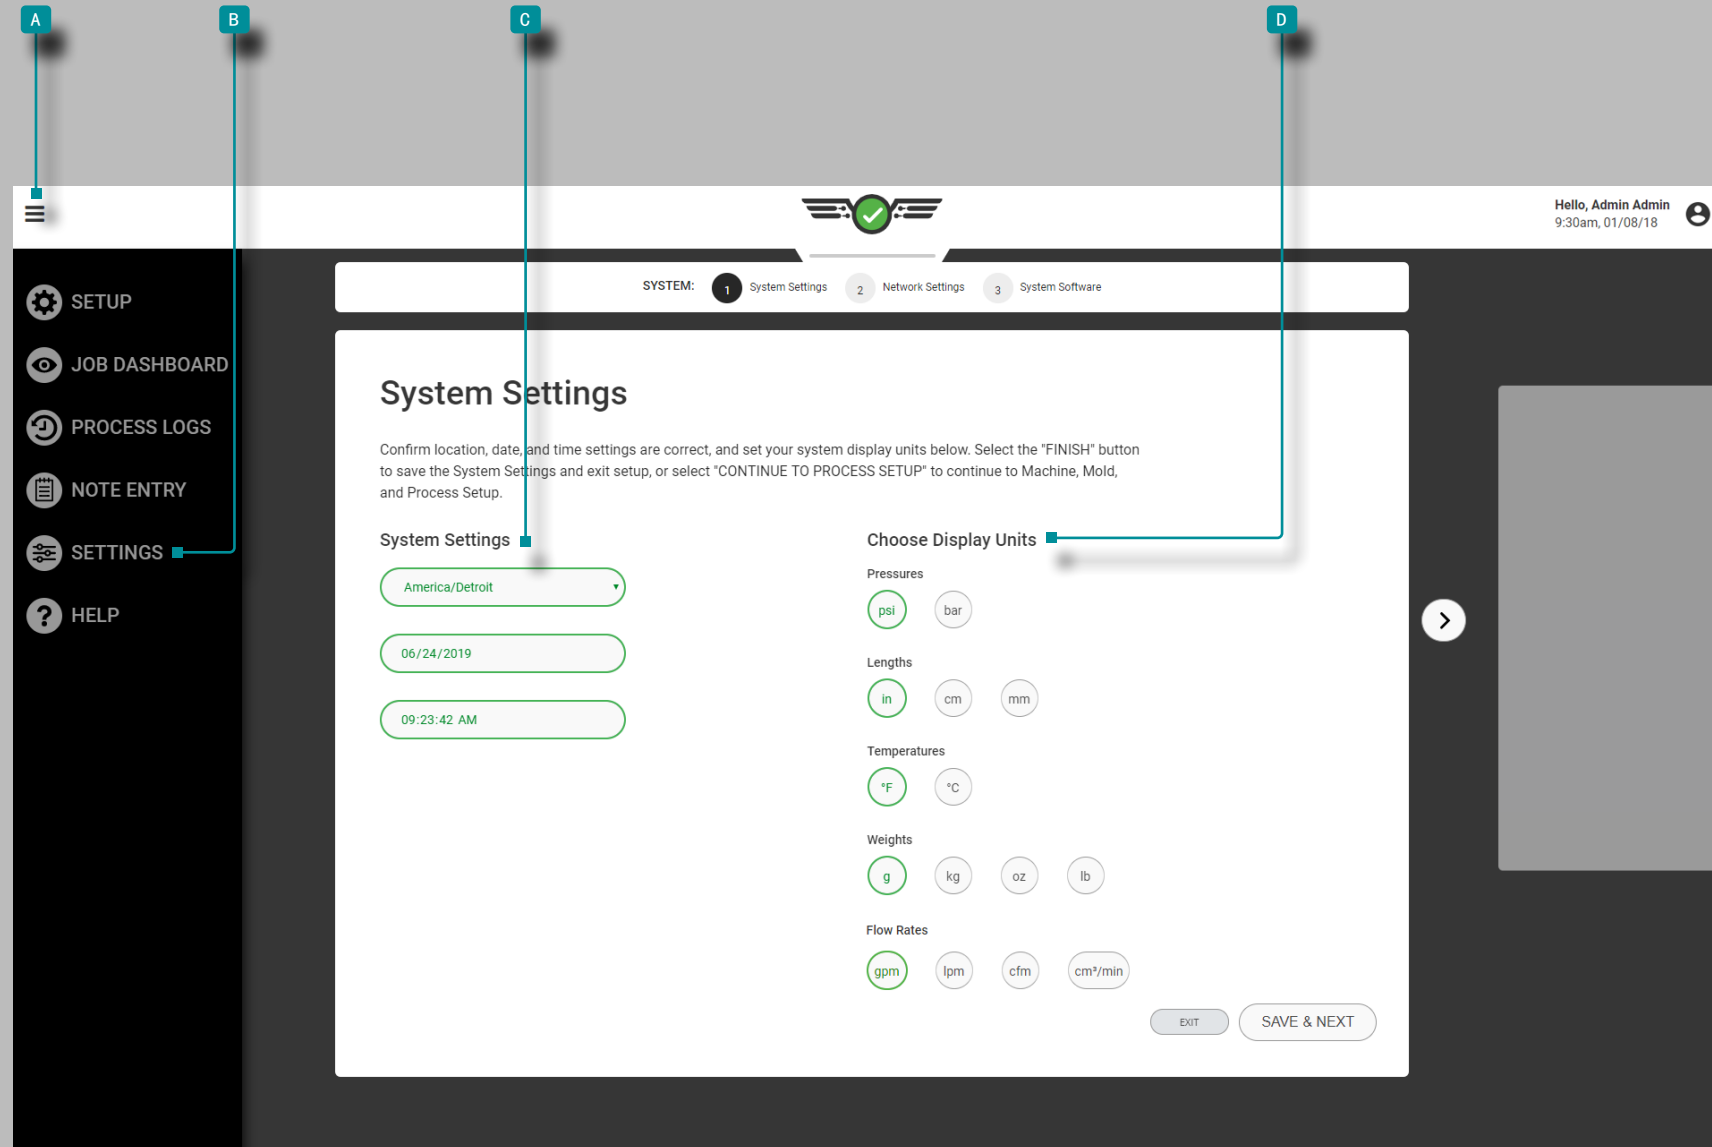 A
B
C
D
Hello, Admin Admin
9:30am, 01/08/18
SETUP
JOB DASHBOARD
PROCESS LOGS
NOTE ENTRY
SETTINGS
HELP
SYSTEM: 1 System Settings 2 Network Settings 3 System Software
System Settings
Confirm location, date, and time settings are correct, and set your system display units below. Select the "FINISH" button
to save the System Settings and exit setup, or select "CONTINUE TO PROCESS SETUP" to continue to Machine, Mold,
and Process Setup.
System Settings
America/Detroit
06/24/2019
09:23:42 AM
Choose Display Units
Pressures
psi bar
Lengths
in cm mm
Temperatures
°F °C
Weights
g kg oz lb
Flow Rates
gpm lpm cfm cm³/min
EXIT SAVE & NEXT